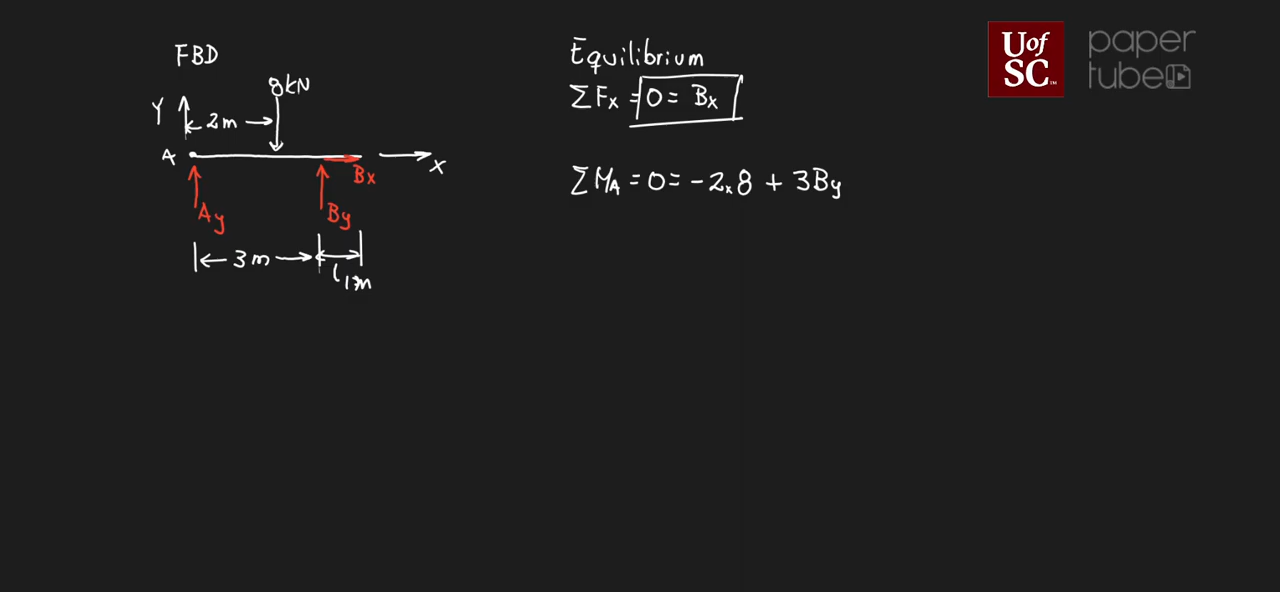 FBD
8kN
Y
2m
A
X
Bx
Ay
By
3m
1m
Equilibrium
ΣFx = 0 = Bx
ΣMA = 0 = -2x8 + 3By
U of SC™
paper tube